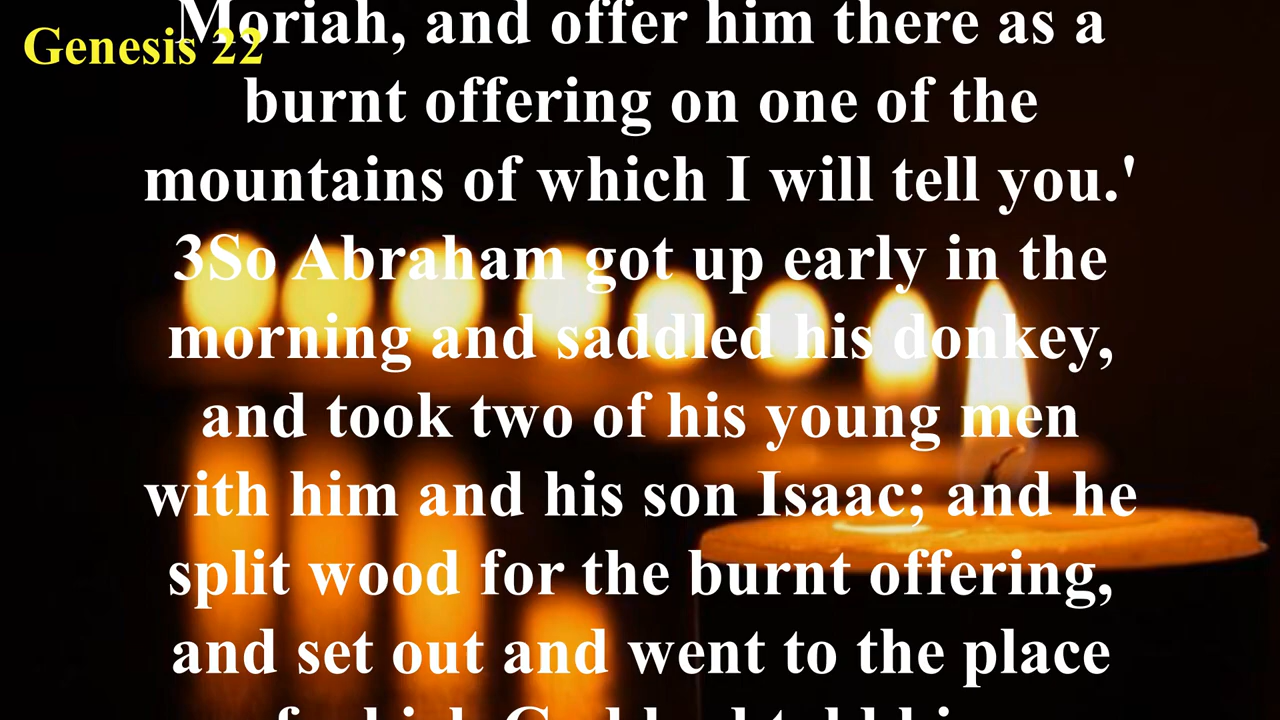 Genesis 22
Moriah, and offer him there as a
burnt offering on one of the
mountains of which I will tell you.'
3So Abraham got up early in the
morning and saddled his donkey,
and took two of his young men
with him and his son Isaac; and he
split wood for the burnt offering,
and set out and went to the place